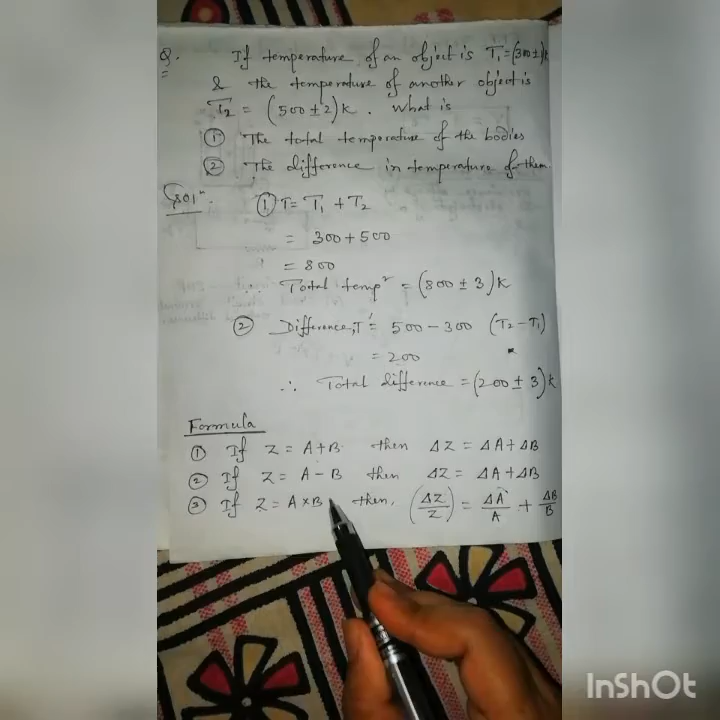 Q. If temperature of an object is T₁ = (300 ± 1)k
& the temperature of another object is
T₂ = (500 ± 2) k. What is
① The total temperature of the bodies
② The difference in temperature of them.
Solⁿ. ① T = T₁ + T₂
= 300 + 500
= 800
∴ Total tempʳ = (800 ± 3) k
② Difference, T' = 500 - 300 (T₂ - T₁)
= 200
∴ Total difference = (200 ± 3) k
Formula
① If Z = A + B then ΔZ = ΔA + ΔB
② If Z = A - B then ΔZ = ΔA + ΔB
③ If Z = A × B then, (ΔZ/Z) = ΔA/A + ΔB/B
InShOt